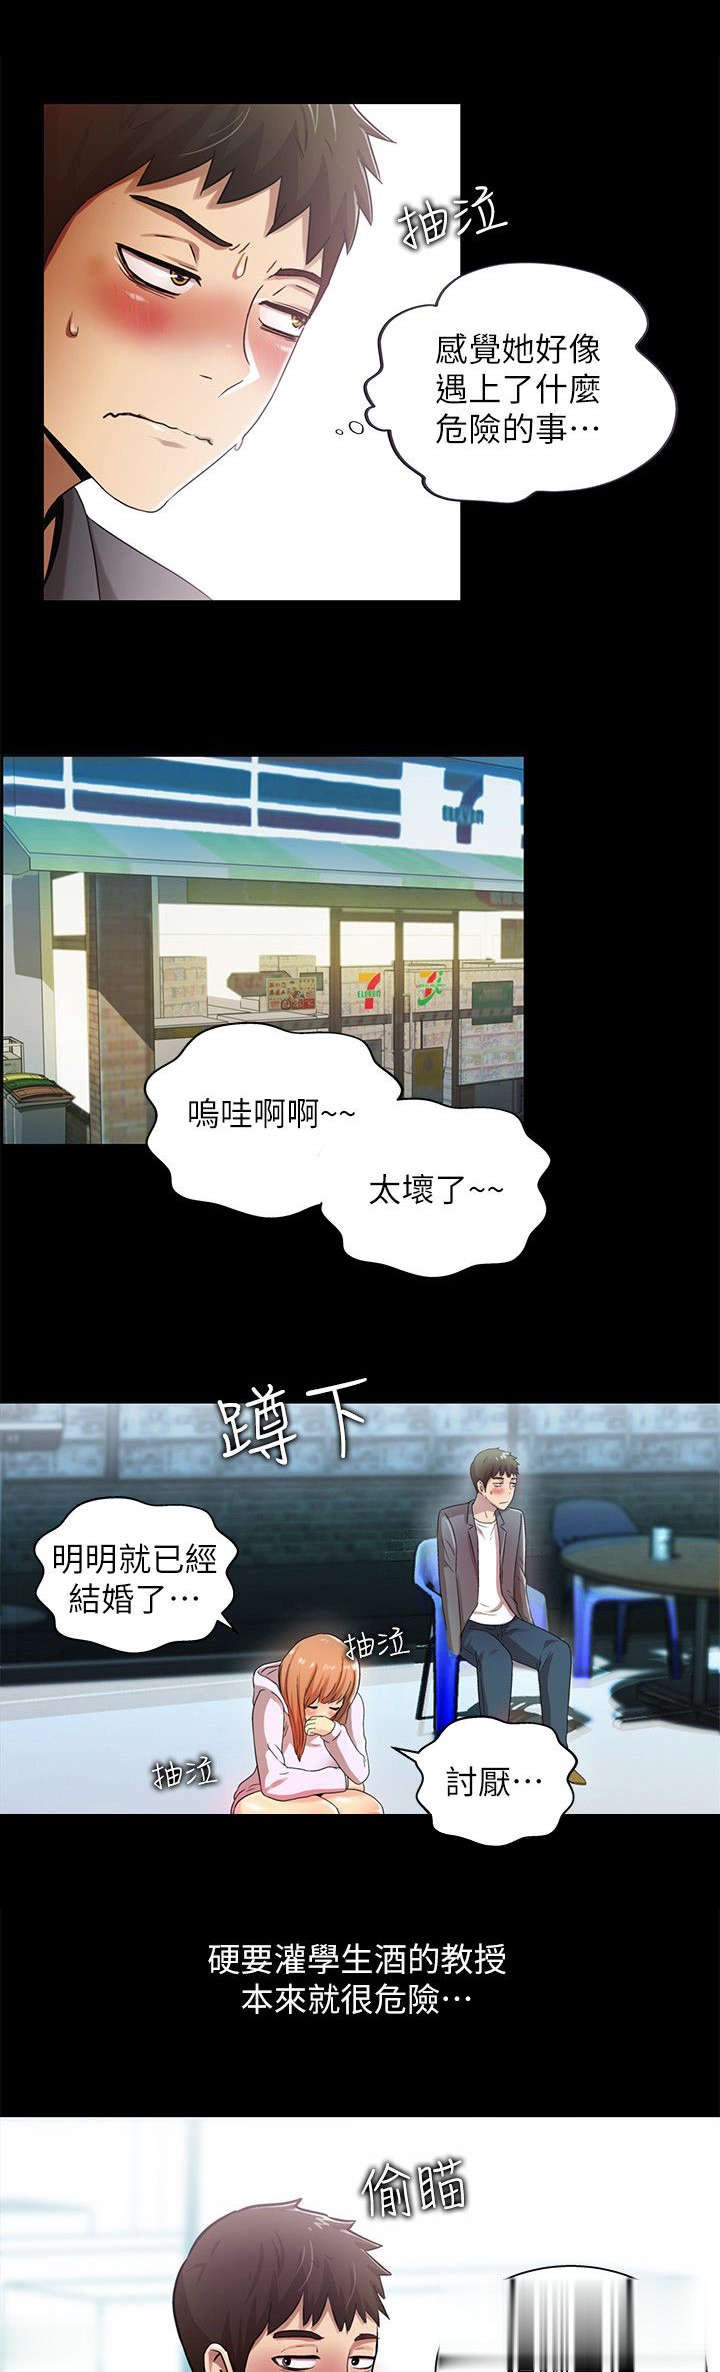 抽泣
感覺她好像
遇上了什麼
危險的事⋯
7
ELEVEN
7
ELEVEN
嗚哇啊啊~~
太壞了~~
蹲下
明明就已經
結婚了⋯
抽泣
抽泣
討厭⋯
硬要灌學生酒的教授
本來就很危險⋯
偷瞄